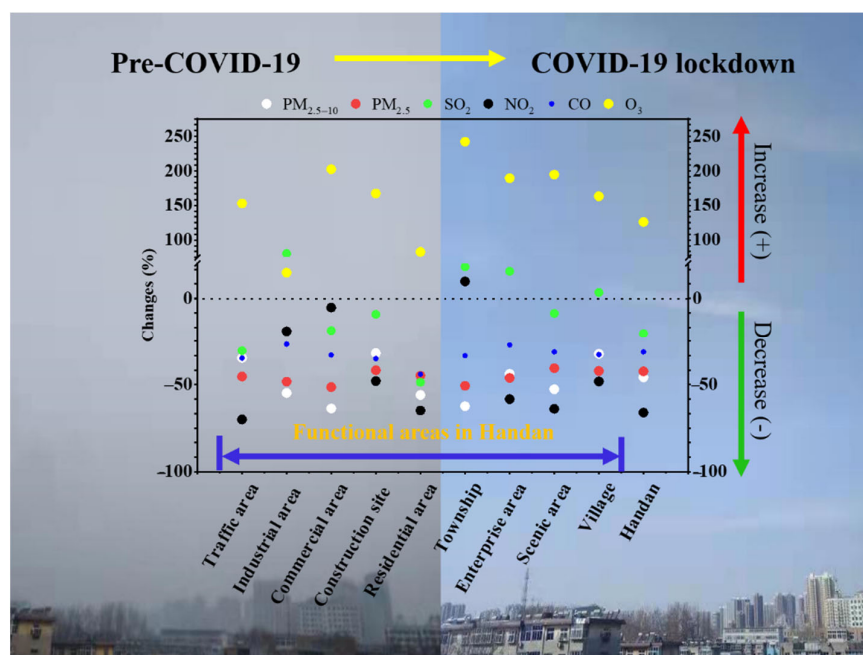 Pre-COVID-19 COVID-19 lockdown
PM2.5–10 PM2.5 SO2 NO2 CO O3
250 250
200 200
150 150
100 100
0 0
−50 −50
−100 −100
Changes (%)
Increase (+)
Decrease (-)
Functional areas in Handan
Traffic area
Industrial area
Commercial area
Construction site
Residential area
Township
Enterprise area
Scenic area
Village
Handan